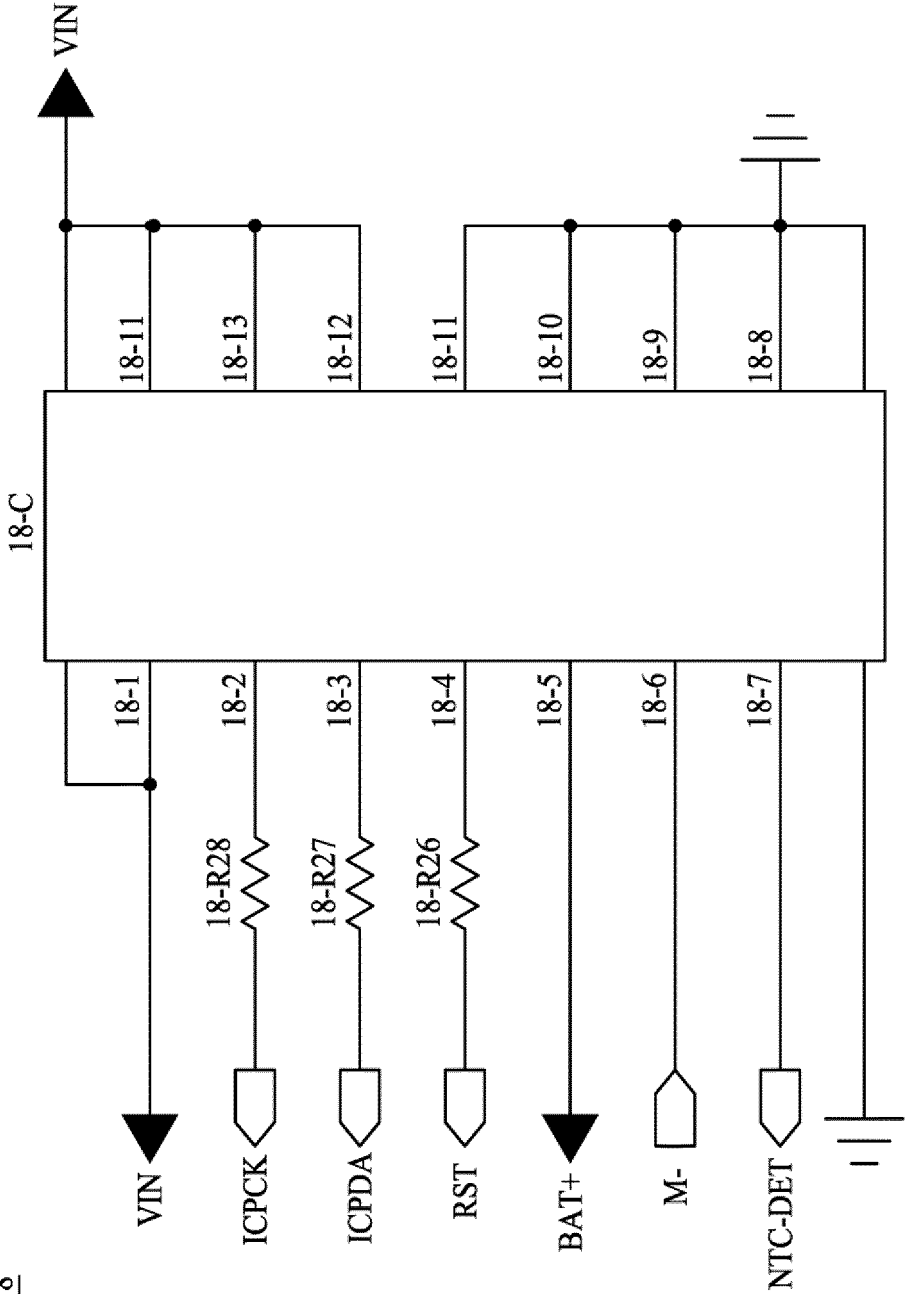 18-C
VIN
VIN 18-1 18-11
ICPCK 18-R28 18-2 18-13
ICPDA 18-R27 18-3 18-12
RST 18-R26 18-4 18-11
BAT+ 18-5 18-10
M- 18-6 18-9
NTC-DET 18-7 18-8